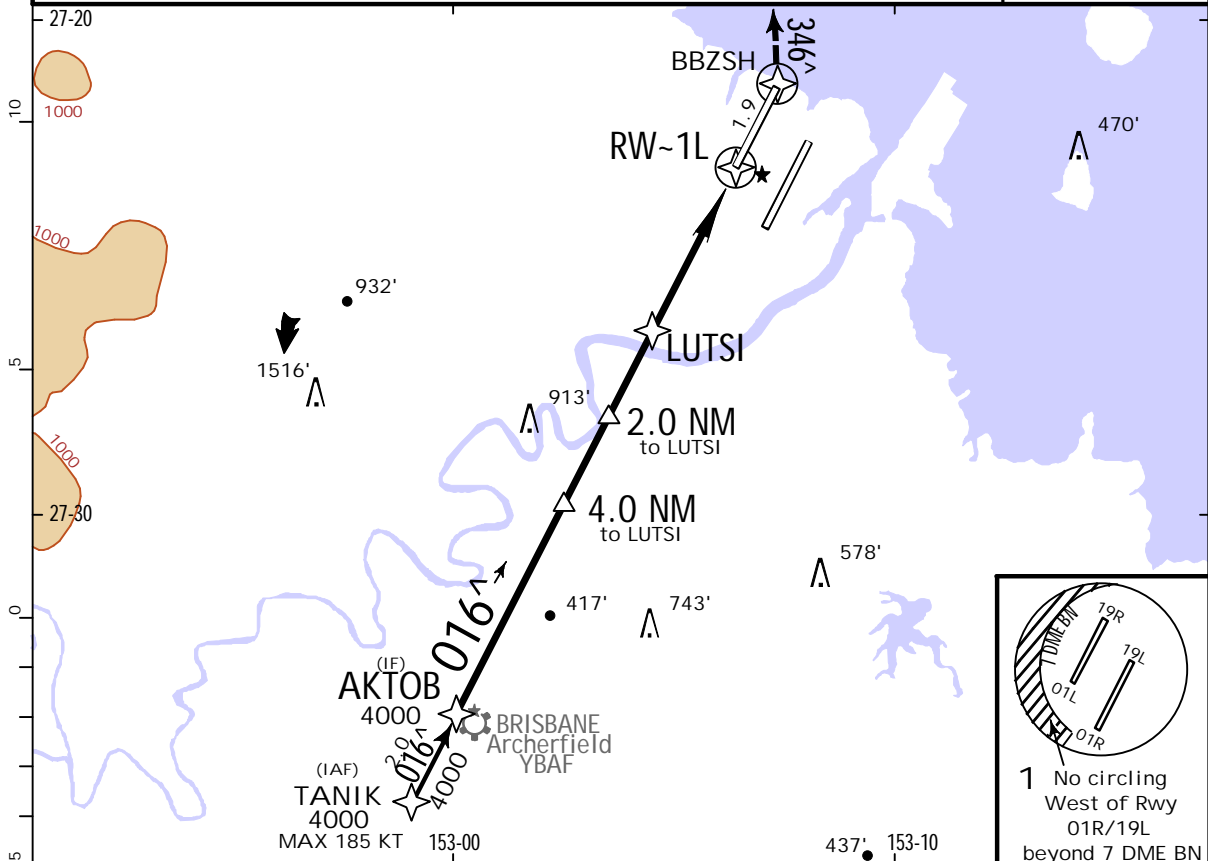 27-20
346^
BBZSH
1.9
RW~1L
470'
1000
10
1000
932'
1516'
5
LUTSI
913'
2.0 NM
to LUTSI
1000
27-30
4.0 NM
to LUTSI
578'
417'
743'
0
016^
(IF)
AKTOB
4000
BRISBANE
Archerfield
YBAF
2.0
016^
4000
(IAF)
TANIK
4000
MAX 185 KT
153-00
437'
153-10
5
7 DME BN
19R
19L
01L
01R
1 No circling
West of Rwy
01R/19L
beyond 7 DME BN